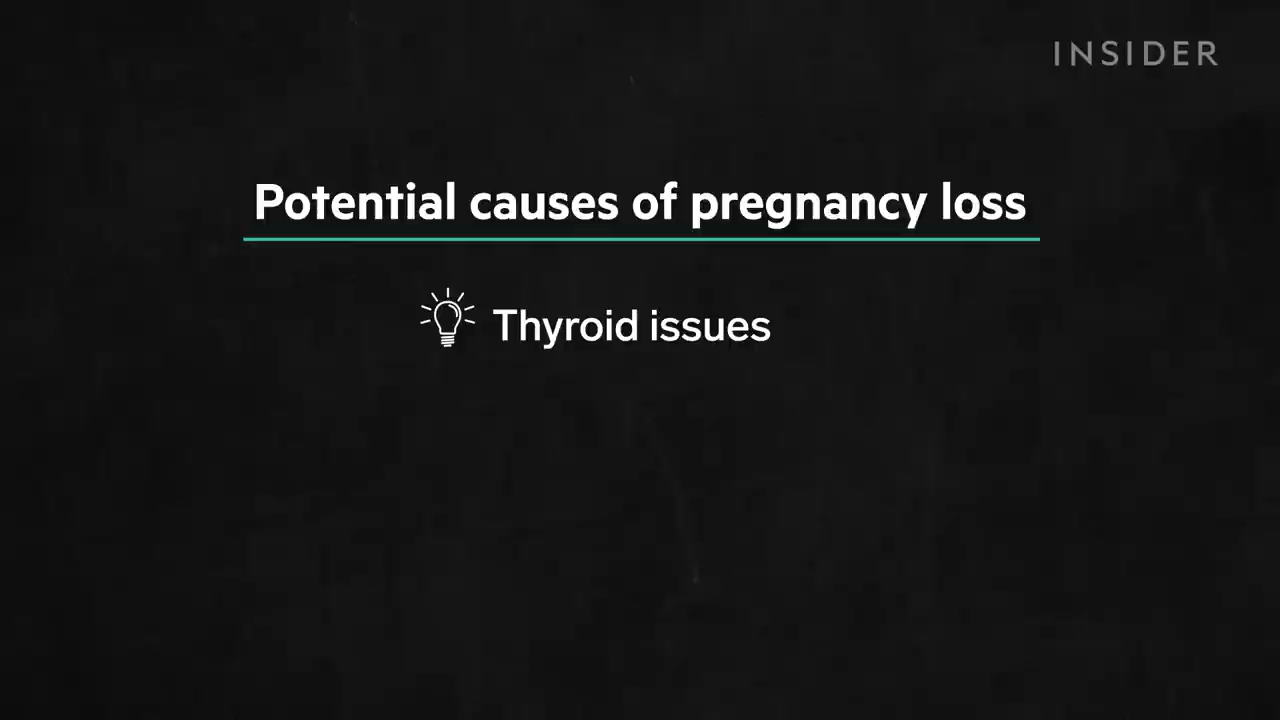 INSIDER
Potential causes of pregnancy loss
Thyroid issues